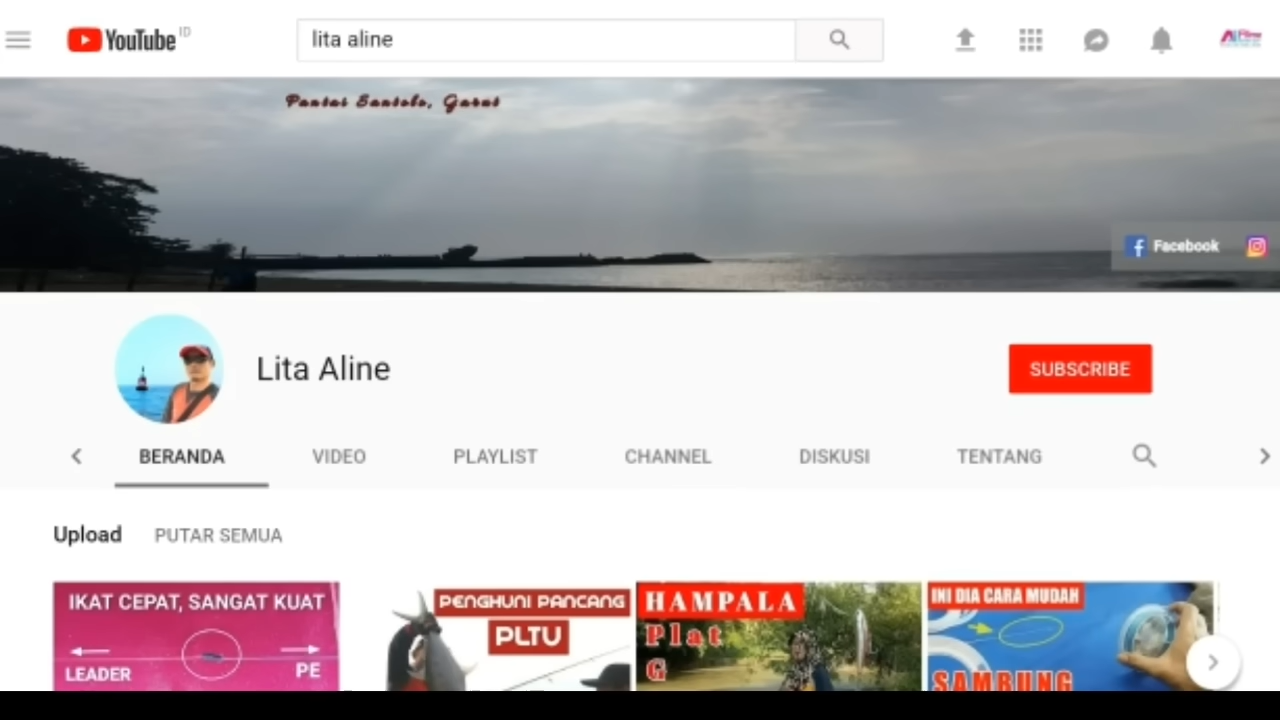 YouTube ID
lita aline
Pantai Santolo, Garut
Facebook
Lita Aline
SUBSCRIBE
BERANDA
VIDEO
PLAYLIST
CHANNEL
DISKUSI
TENTANG
Upload
PUTAR SEMUA
IKAT CEPAT, SANGAT KUAT
LEADER
PE
PENGHUNI PANCANG
PLTU
HAMPALA
Plat
G
INI DIA CARA MUDAH
SAMBUNG